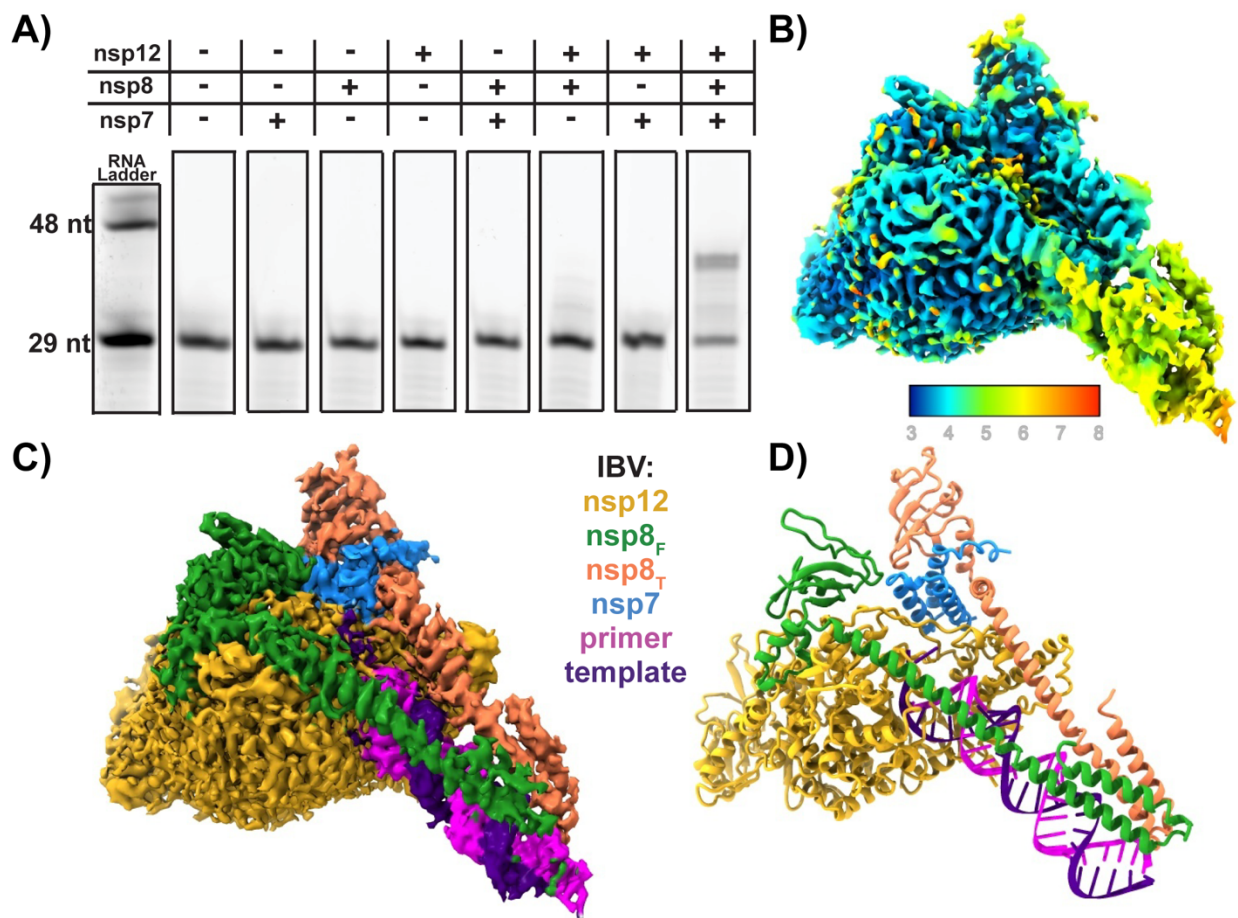 A)
nsp12 - - - + - + + +
nsp8 - - + - + + - +
nsp7 - + - - + - + +
RNA
Ladder
48 nt
29 nt
B)
3 4 5 6 7 8
C)
IBV:
nsp12
nsp8F
nsp8T
nsp7
primer
template
D)